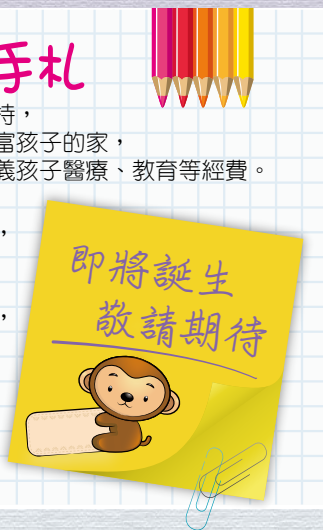 手札
持，
富孩子的家，
義孩子醫療、教育等經費。
，
，
即將誕生
敬請期待